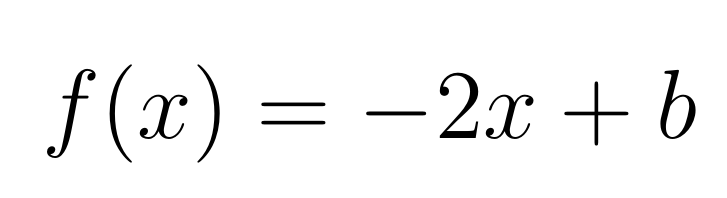 f(x) = −2x + b